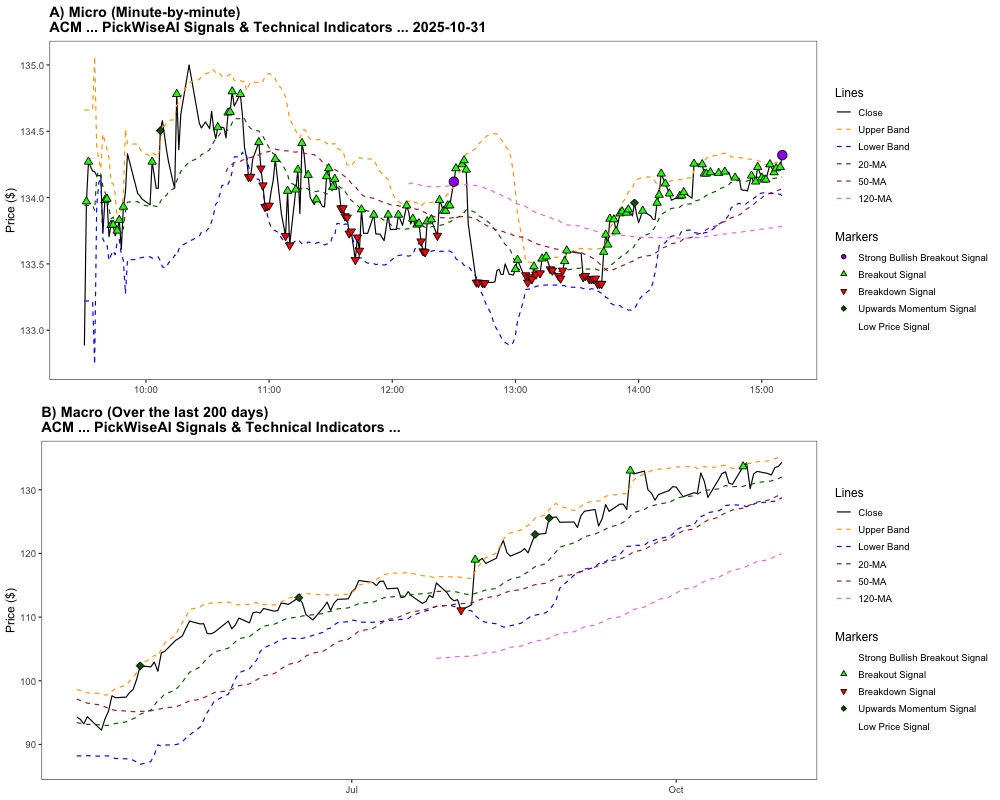 A) Micro (Minute-by-minute)
ACM ... PickWiseAI Signals & Technical Indicators ... 2025-10-31
Price ($)
135.0
134.5
134.0
133.5
133.0
10:00
11:00
12:00
13:00
14:00
15:00
Lines
Close
Upper Band
Lower Band
20-MA
50-MA
120-MA
Markers
Strong Bullish Breakout Signal
Breakout Signal
Breakdown Signal
Upwards Momentum Signal
Low Price Signal
B) Macro (Over the last 200 days)
ACM ... PickWiseAI Signals & Technical Indicators ...
Price ($)
130
120
110
100
90
Jul
Oct
Lines
Close
Upper Band
Lower Band
20-MA
50-MA
120-MA
Markers
Strong Bullish Breakout Signal
Breakout Signal
Breakdown Signal
Upwards Momentum Signal
Low Price Signal